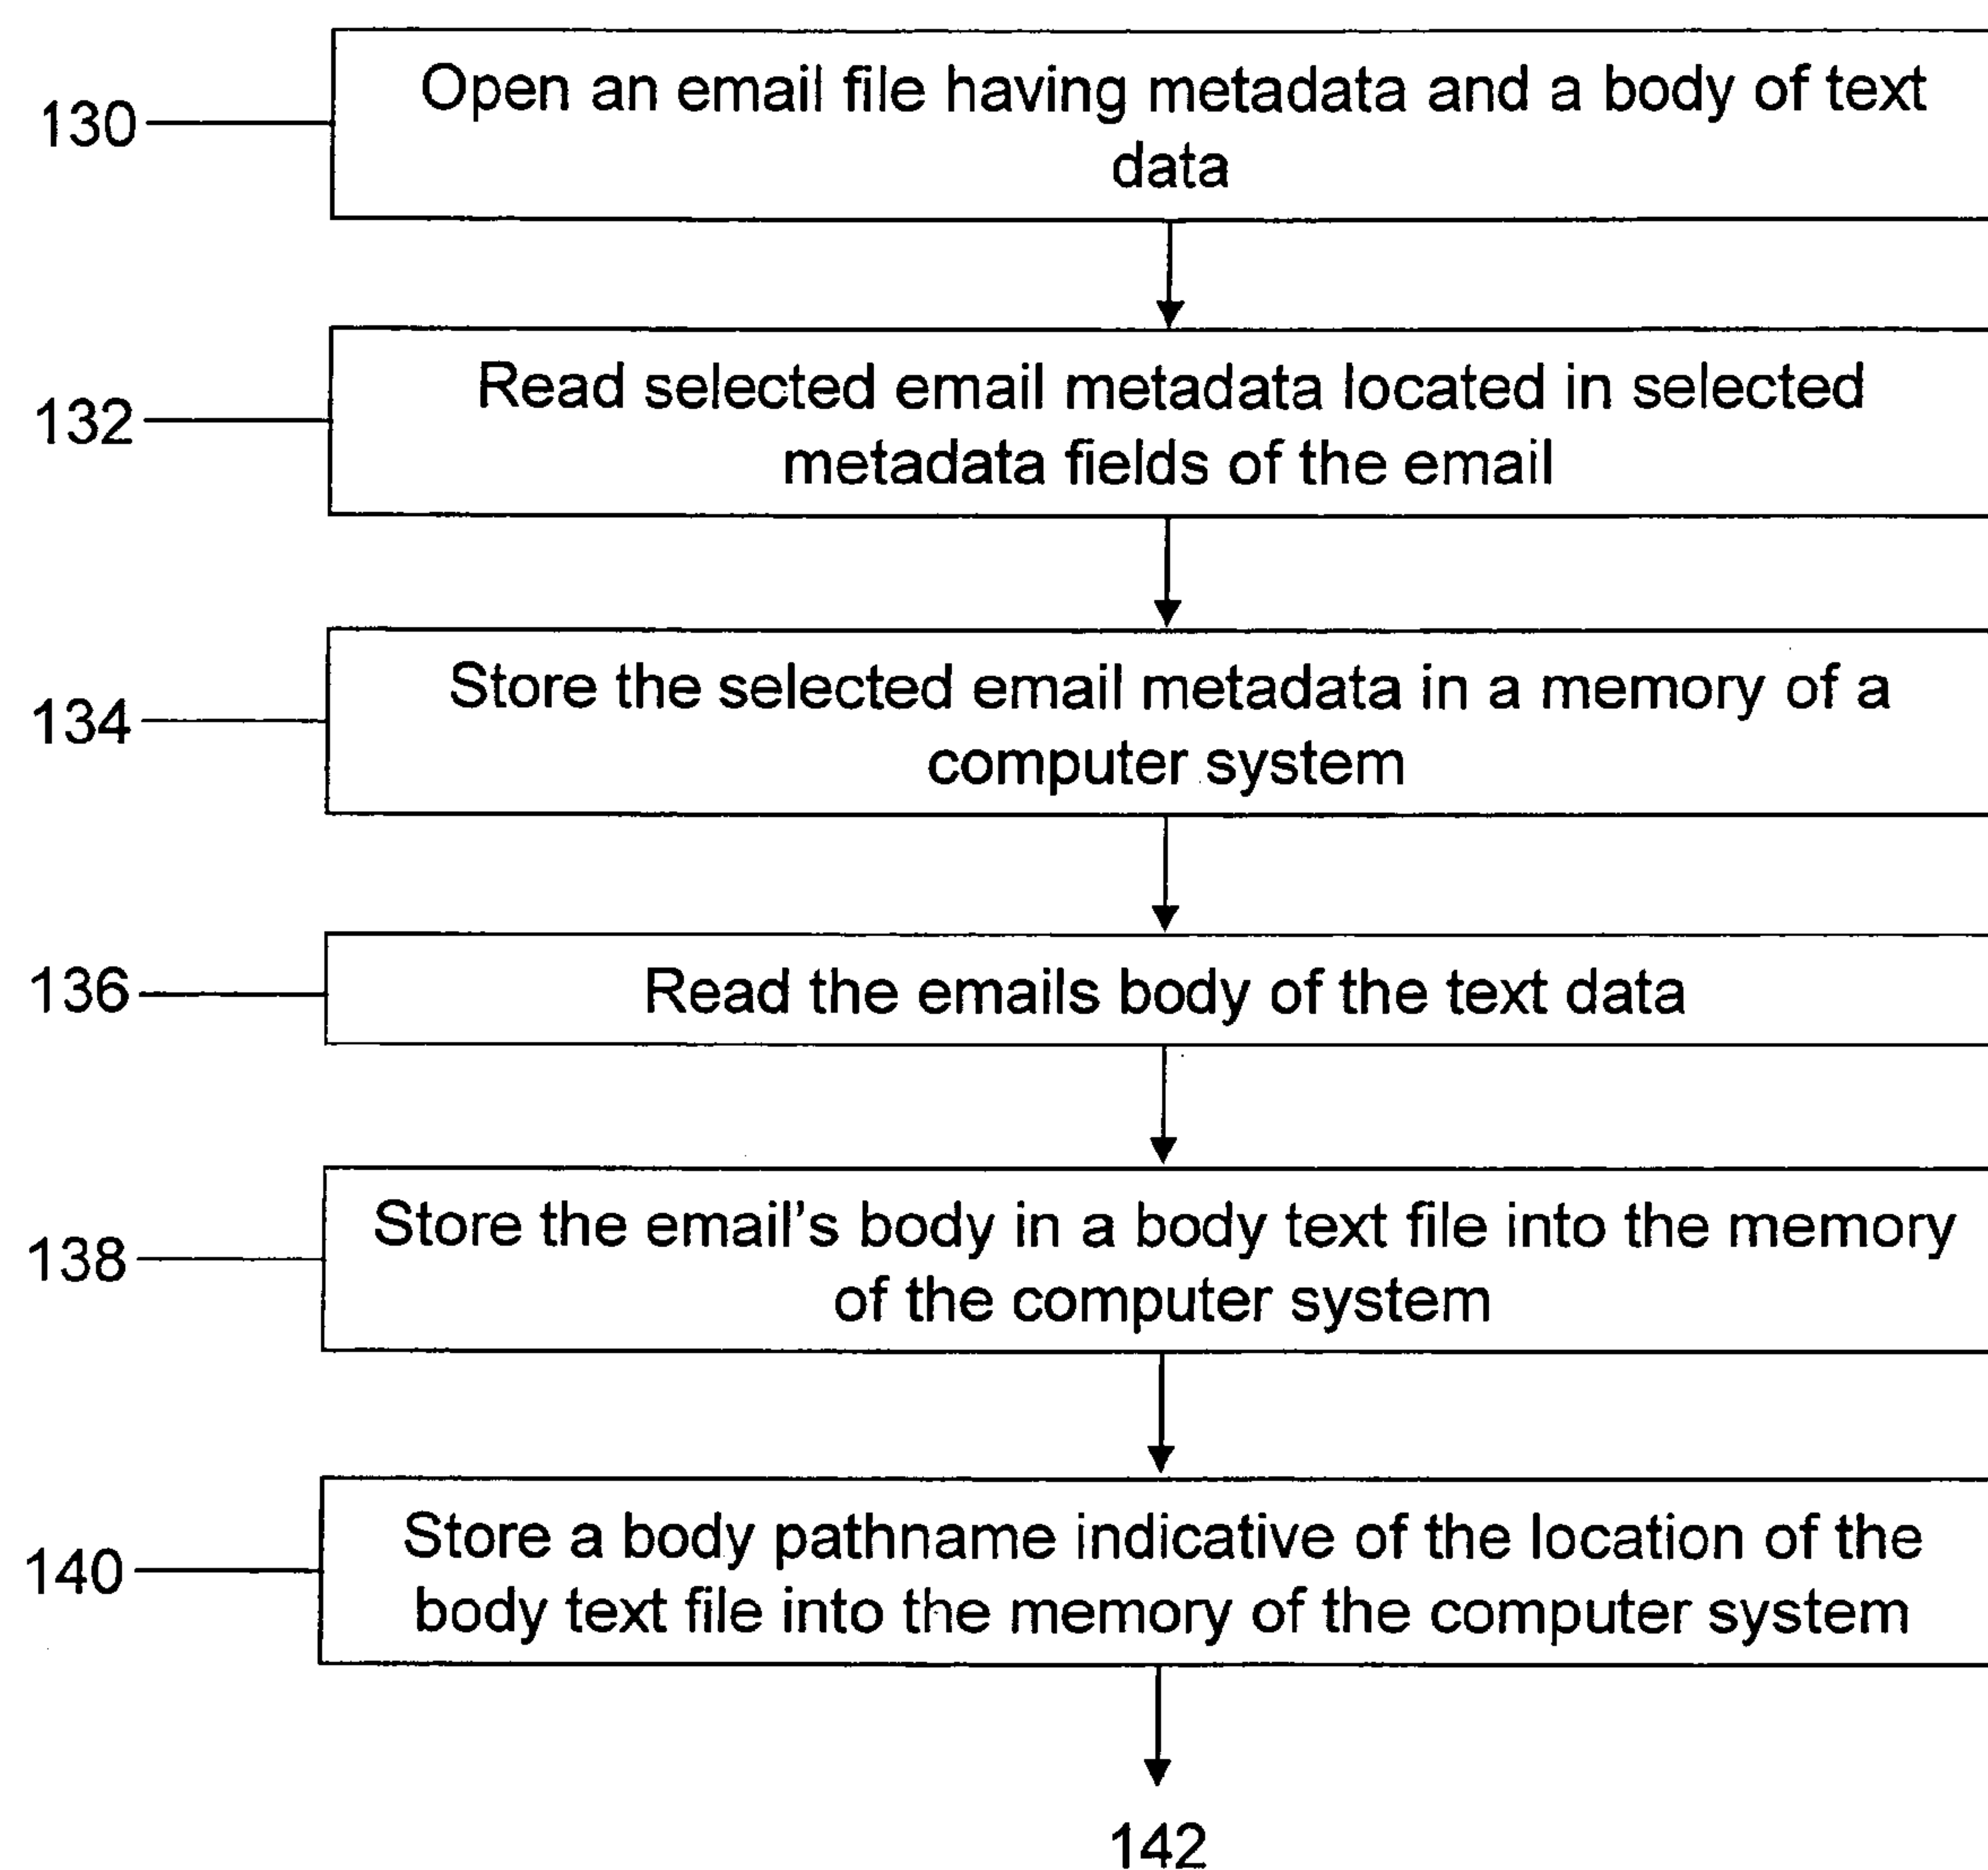 Open an email file having metadata and a body of text
130
data
Read selected email metadata located in selected
132
metadata fields of the email
Store the selected email metadata in a memory of a
134
computer system
136
Read the emails body of the text data
Store the email's body in a body text file into the memory
138
of the computer system
Store a body pathname indicative of the location of the
140
body text file into the memory of the computer system
142